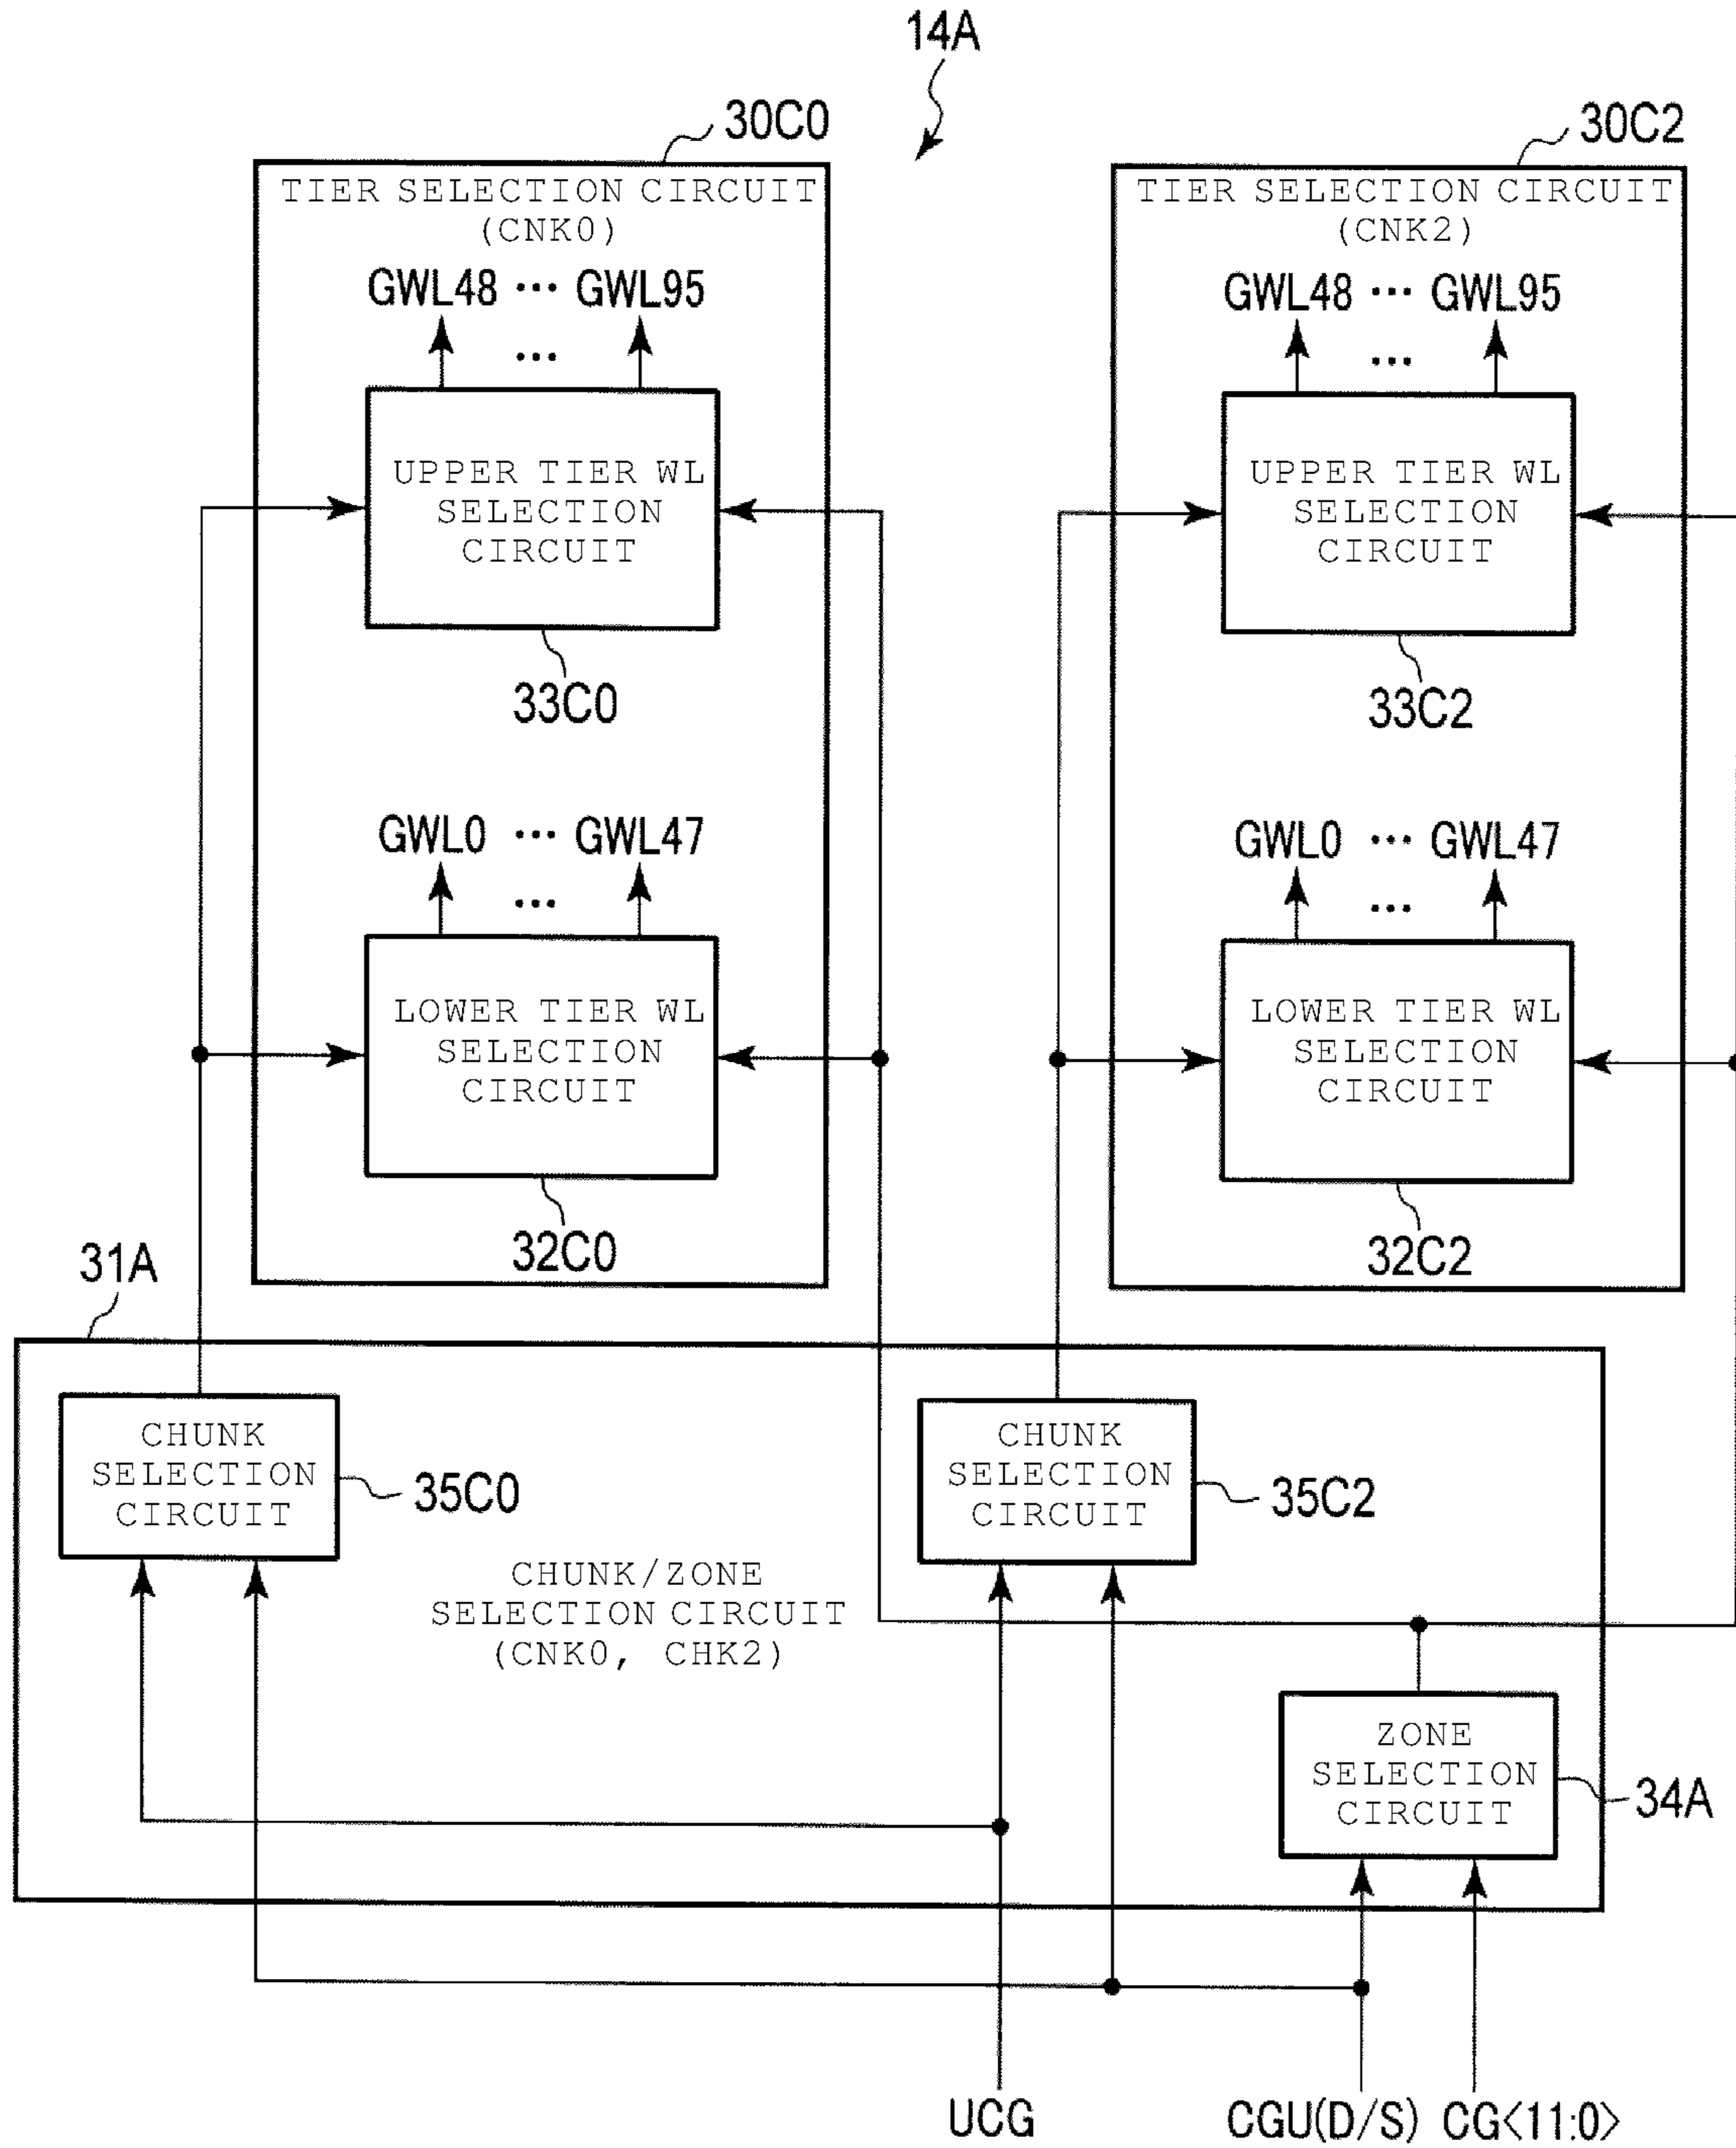 14A
30C0
30C2
TIER SELECTION CIRCUIT
(CNK0)
TIER SELECTION CIRCUIT
(CNK2)
GWL48 ... GWL95
...
GWL48 ... GWL95
...
UPPER TIER WL
SELECTION
CIRCUIT
UPPER TIER WL
SELECTION
CIRCUIT
33C0
33C2
GWL0 ... GWL47
...
GWL0 ... GWL47
...
LOWER TIER WL
SELECTION
CIRCUIT
LOWER TIER WL
SELECTION
CIRCUIT
32C0
32C2
31A
CHUNK
SELECTION
CIRCUIT
35C0
CHUNK
SELECTION
CIRCUIT
35C2
CHUNK/ZONE
SELECTION CIRCUIT
(CNK0, CHK2)
ZONE
SELECTION
CIRCUIT
34A
UCG
CGU(D/S)
CG<11:0>